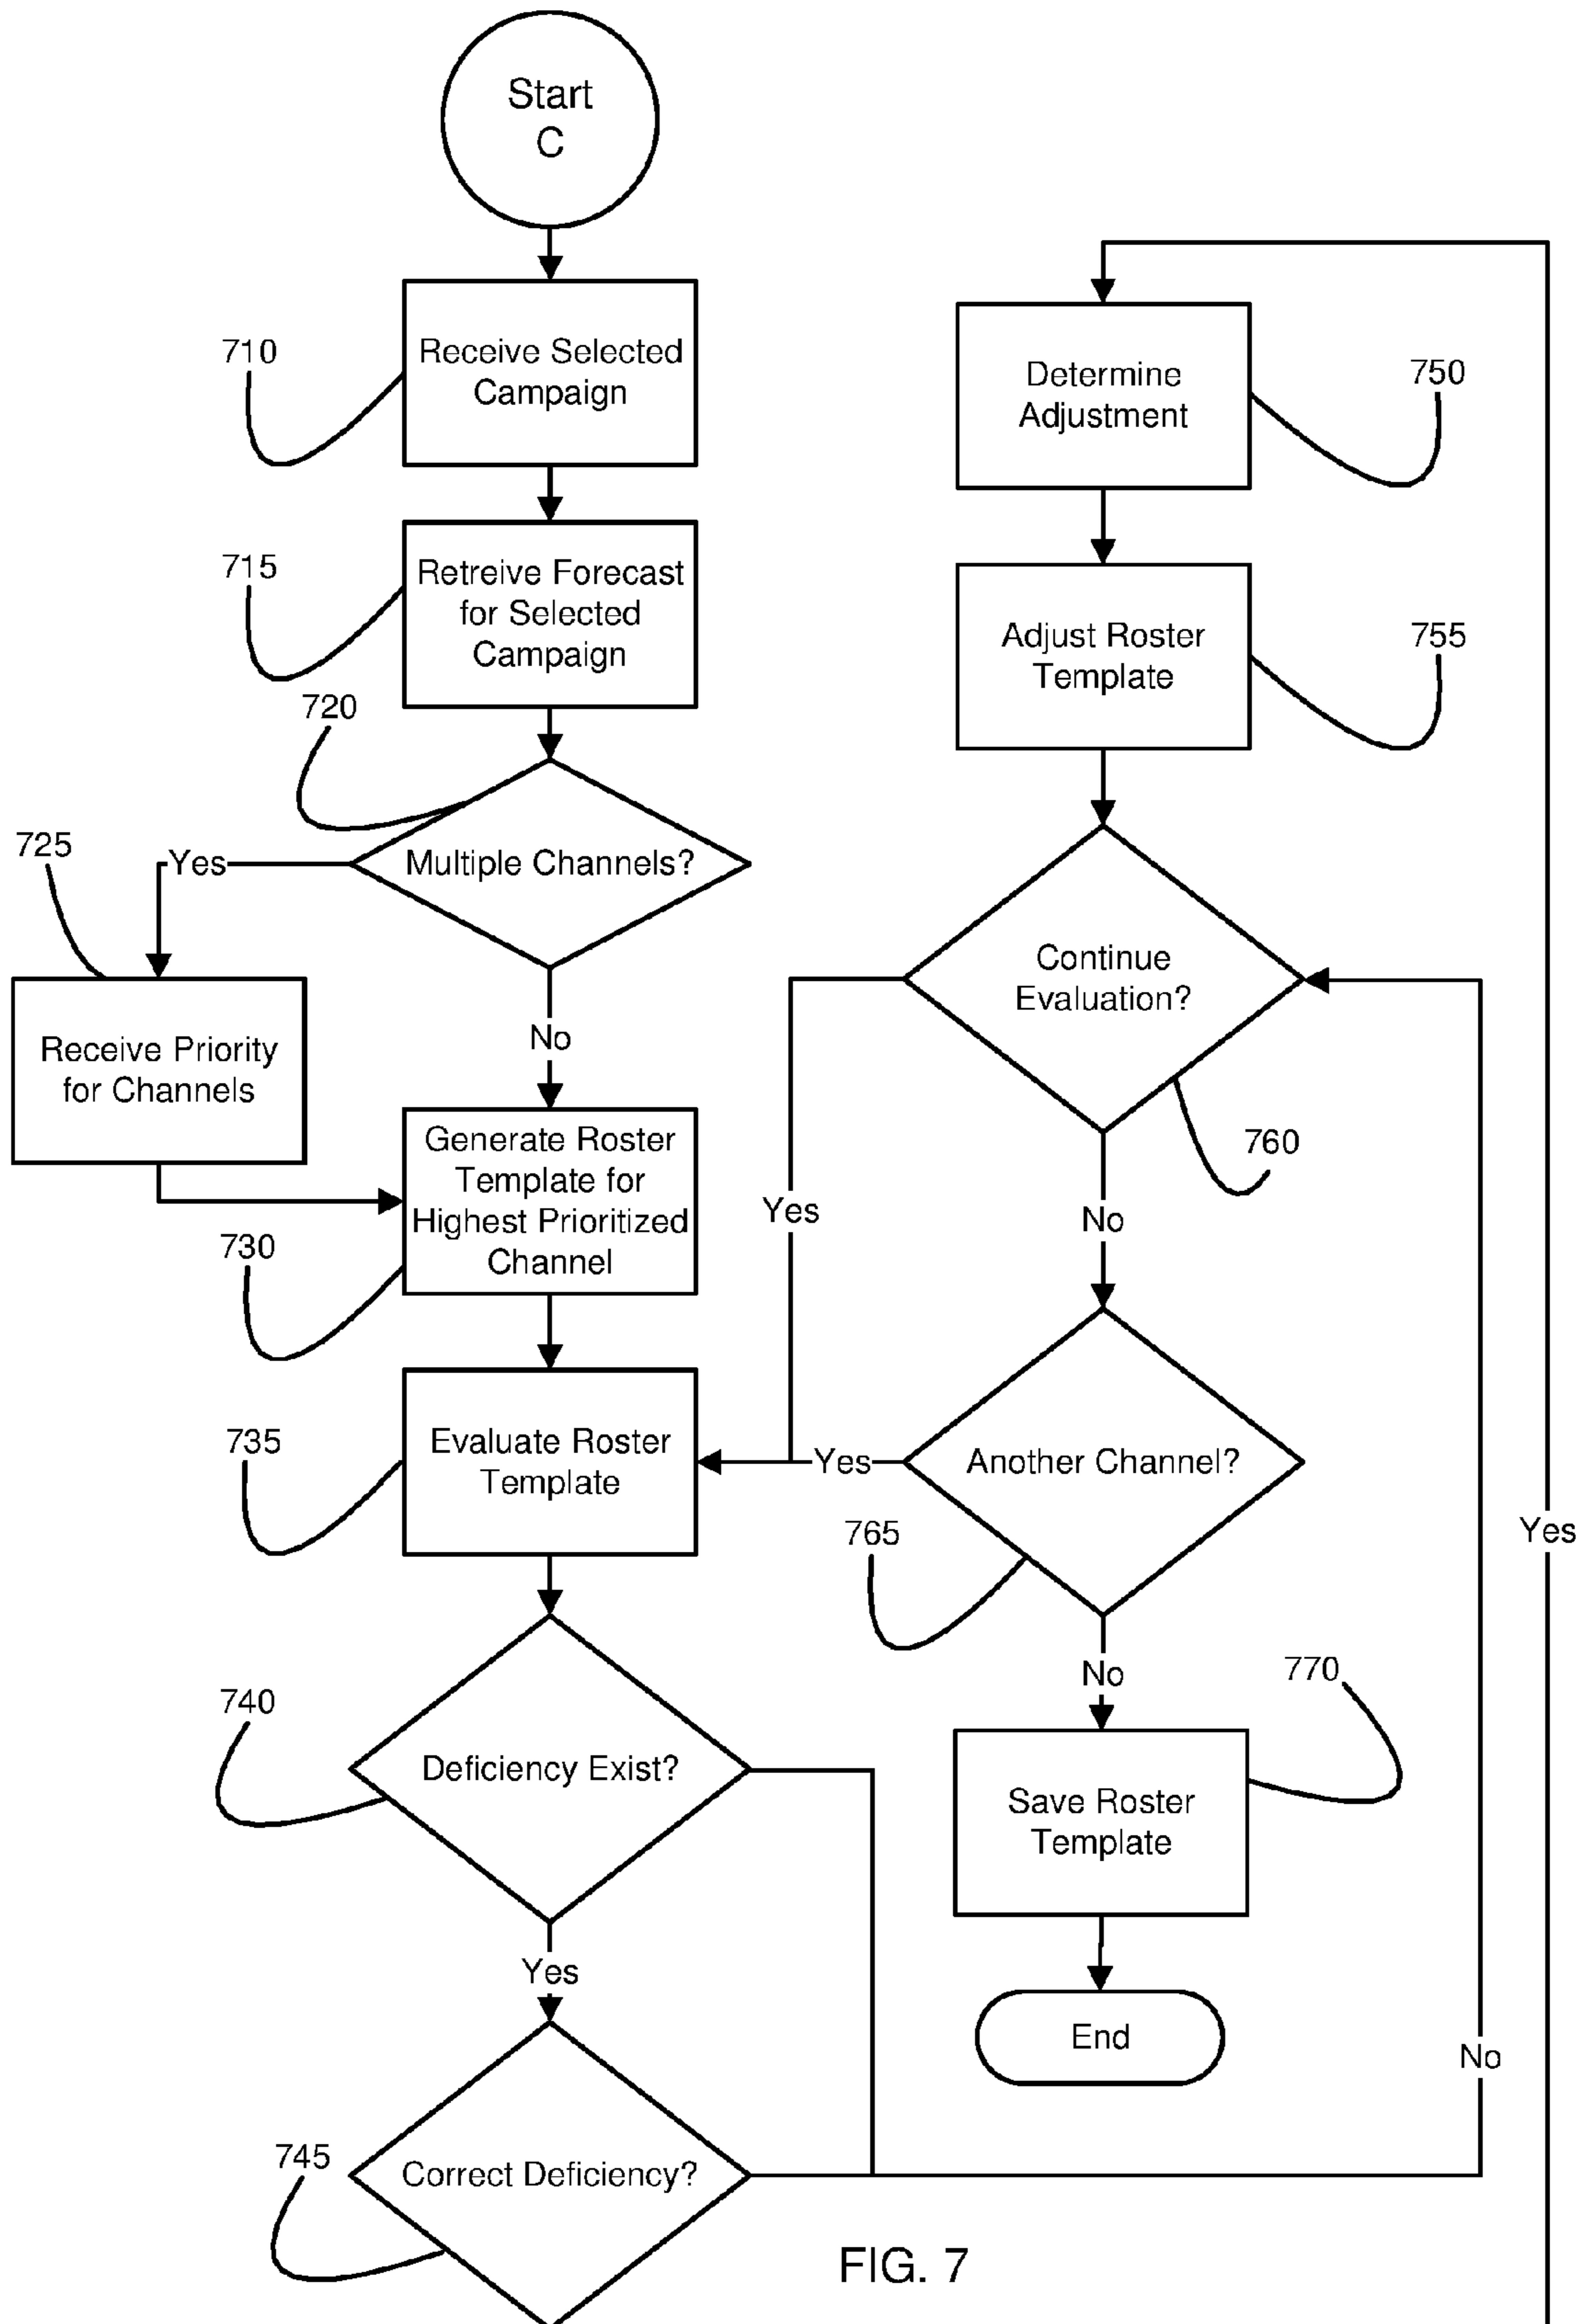 Start
C
710
Receive Selected
Campaign
715
Retreive Forecast
for Selected
Campaign
720
Multiple Channels?
Yes
725
Receive Priority
for Channels
No
Generate Roster
Template for
Highest Prioritized
Channel
730
Evaluate Roster
Template
735
Deficiency Exist?
740
Yes
Correct Deficiency?
745
Determine
Adjustment
750
Adjust Roster
Template
755
Continue
Evaluation?
760
Yes
No
Another Channel?
Yes
765
No
Save Roster
Template
770
End
No
Yes
FIG. 7